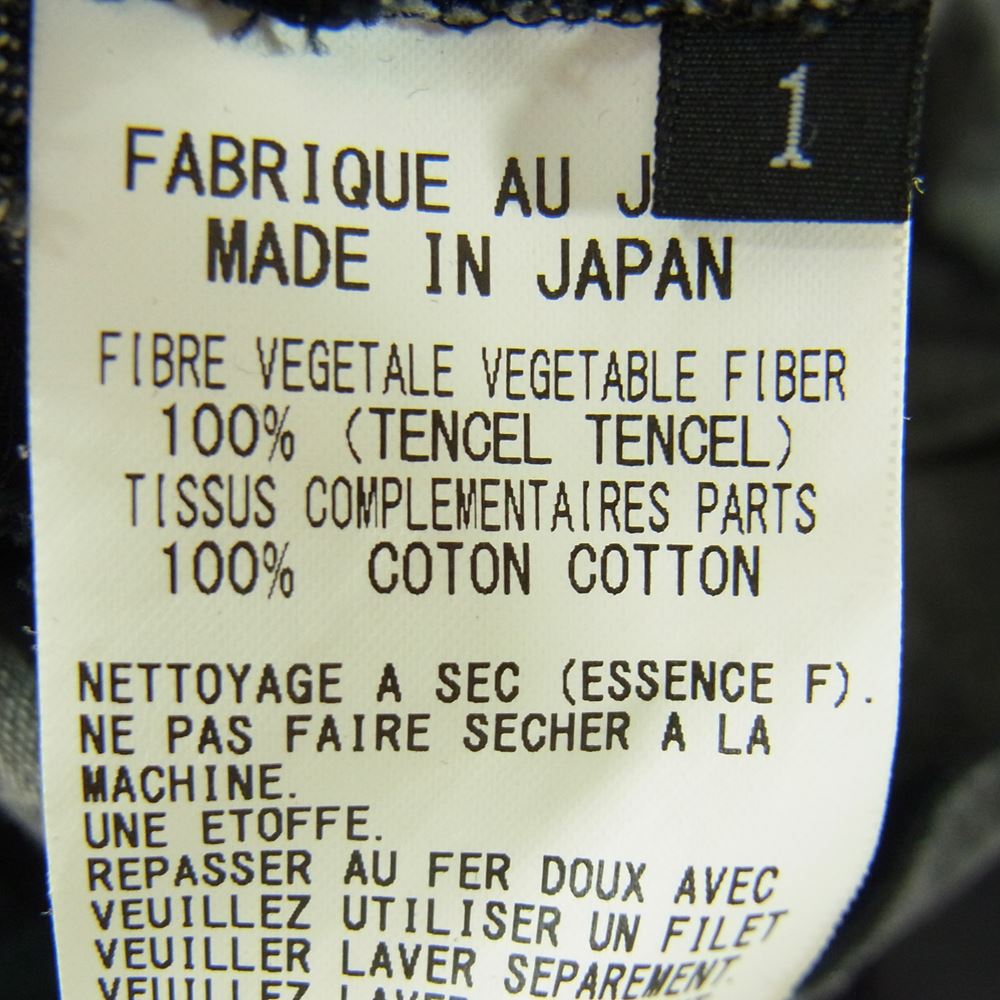 1
FABRIQUE AU J
MADE IN JAPAN
FIBRE VEGETALE VEGETABLE FIBER
100% (TENCEL TENCEL)
TISSUS COMPLEMENTAIRES PARTS
100% COTON COTTON
NETTOYAGE A SEC (ESSENCE F).
NE PAS FAIRE SECHER A LA
MACHINE.
UNE ETOFFE.
REPASSER AU FER DOUX AVEC
VEUILLEZ UTILISER UN FILET
VEUILLER LAVER SEPAREMENT.
VEUILLEZ LAVER